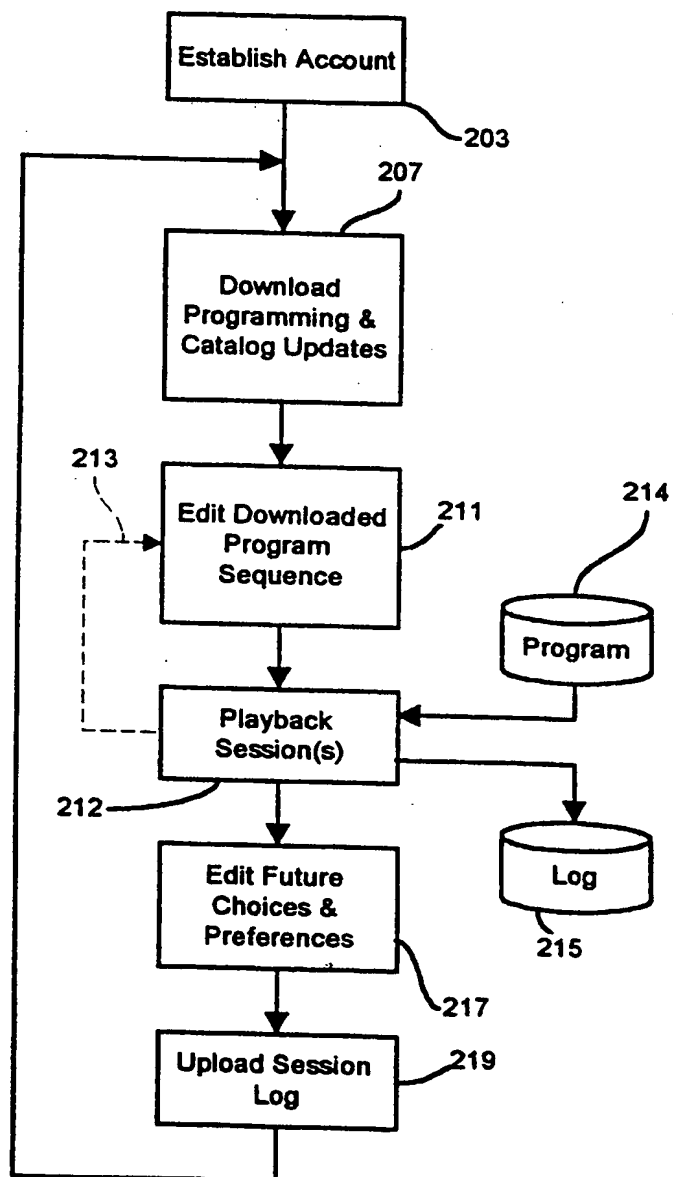 Establish Account
203
207
Download
Programming &
Catalog Updates
213
Edit Downloaded
Program
Sequence
211
214
Program
Playback
Session(s)
212
Log
215
Edit Future
Choices &
Preferences
217
Upload Session
Log
219